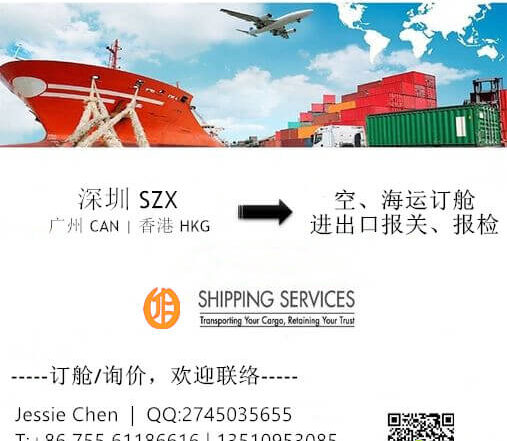 深圳 SZX
广州 CAN | 香港 HKG
空、海运订舱
进出口报关、报检
SHIPPING SERVICES
Transporting Your Cargo, Retaining Your Trust
-----订舱/询价，欢迎联络-----
Jessie Chen | QQ:2745035655
T:+86 755 61186616 | 13510953085